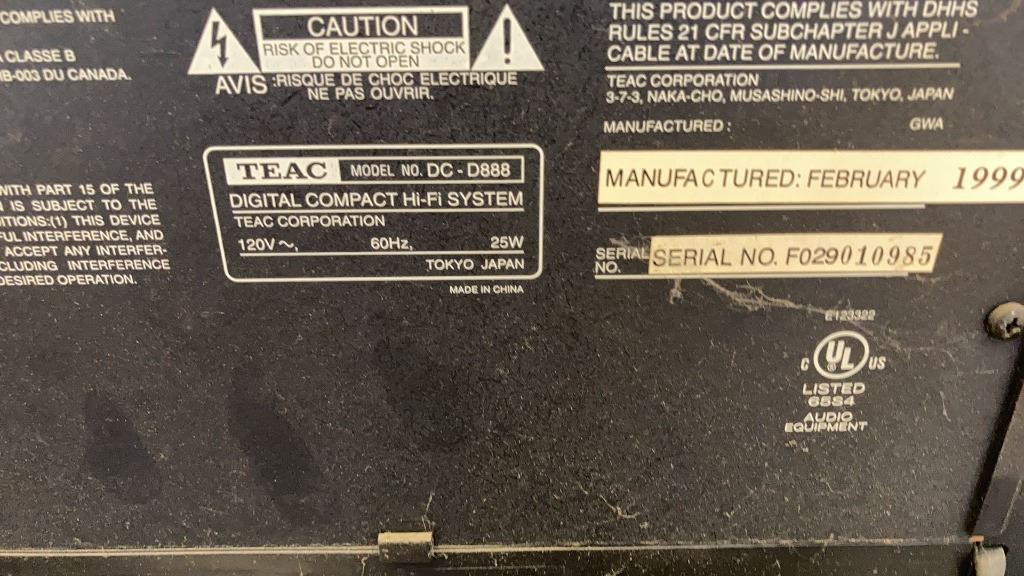 COMPLIES WITH
CLASSE B
-003 DU CANADA.
WITH PART 15 OF THE
IS SUBJECT TO THE
(1) THIS DEVICE
INTERFERENCE, AND
ACCEPT ANY INTERFER-
INTERFERENCE
DESIRED OPERATION.
CAUTION
RISK OF ELECTRIC SHOCK
DO NOT OPEN
AVIS :RISQUE DE CHOC ELECTRIQUE
NE PAS OUVRIR.
TEAC MODEL NO. DC - D888
DIGITAL COMPACT Hi-Fi SYSTEM
TEAC CORPORATION
120V ~, 60Hz, 25W
TOKYO JAPAN
MADE IN CHINA
THIS PRODUCT COMPLIES WITH DHHS
RULES 21 CFR SUBCHAPTER J APPLI -
CABLE AT DATE OF MANUFACTURE.
TEAC CORPORATION
3-7-3, NAKA-CHO, MUSASHINO-SHI, TOKYO, JAPAN
MANUFACTURED : GWA
MANUFACTURED: FEBRUARY 1999
SERIAL
NO.
SERIAL NO. F029010985
E123322
C UL US
LISTED
65S4
AUDIO
EQUIPMENT